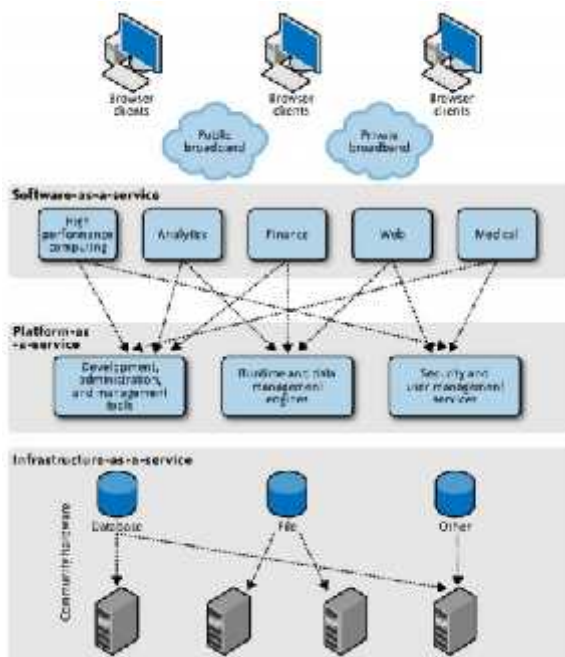 Browser
clients
Browser
clients
Browser
clients
Public
broadband
Private
broadband
Software-as-a-service
High
performance
computing
Analytics
Finance
Web
Medical
Platform-as
-a-service
Development,
administration,
and management
tools
Runtime and data
management
engines
Security and
user management
services
Infrastructure-as-a-service
Community hardware
Database
File
Other